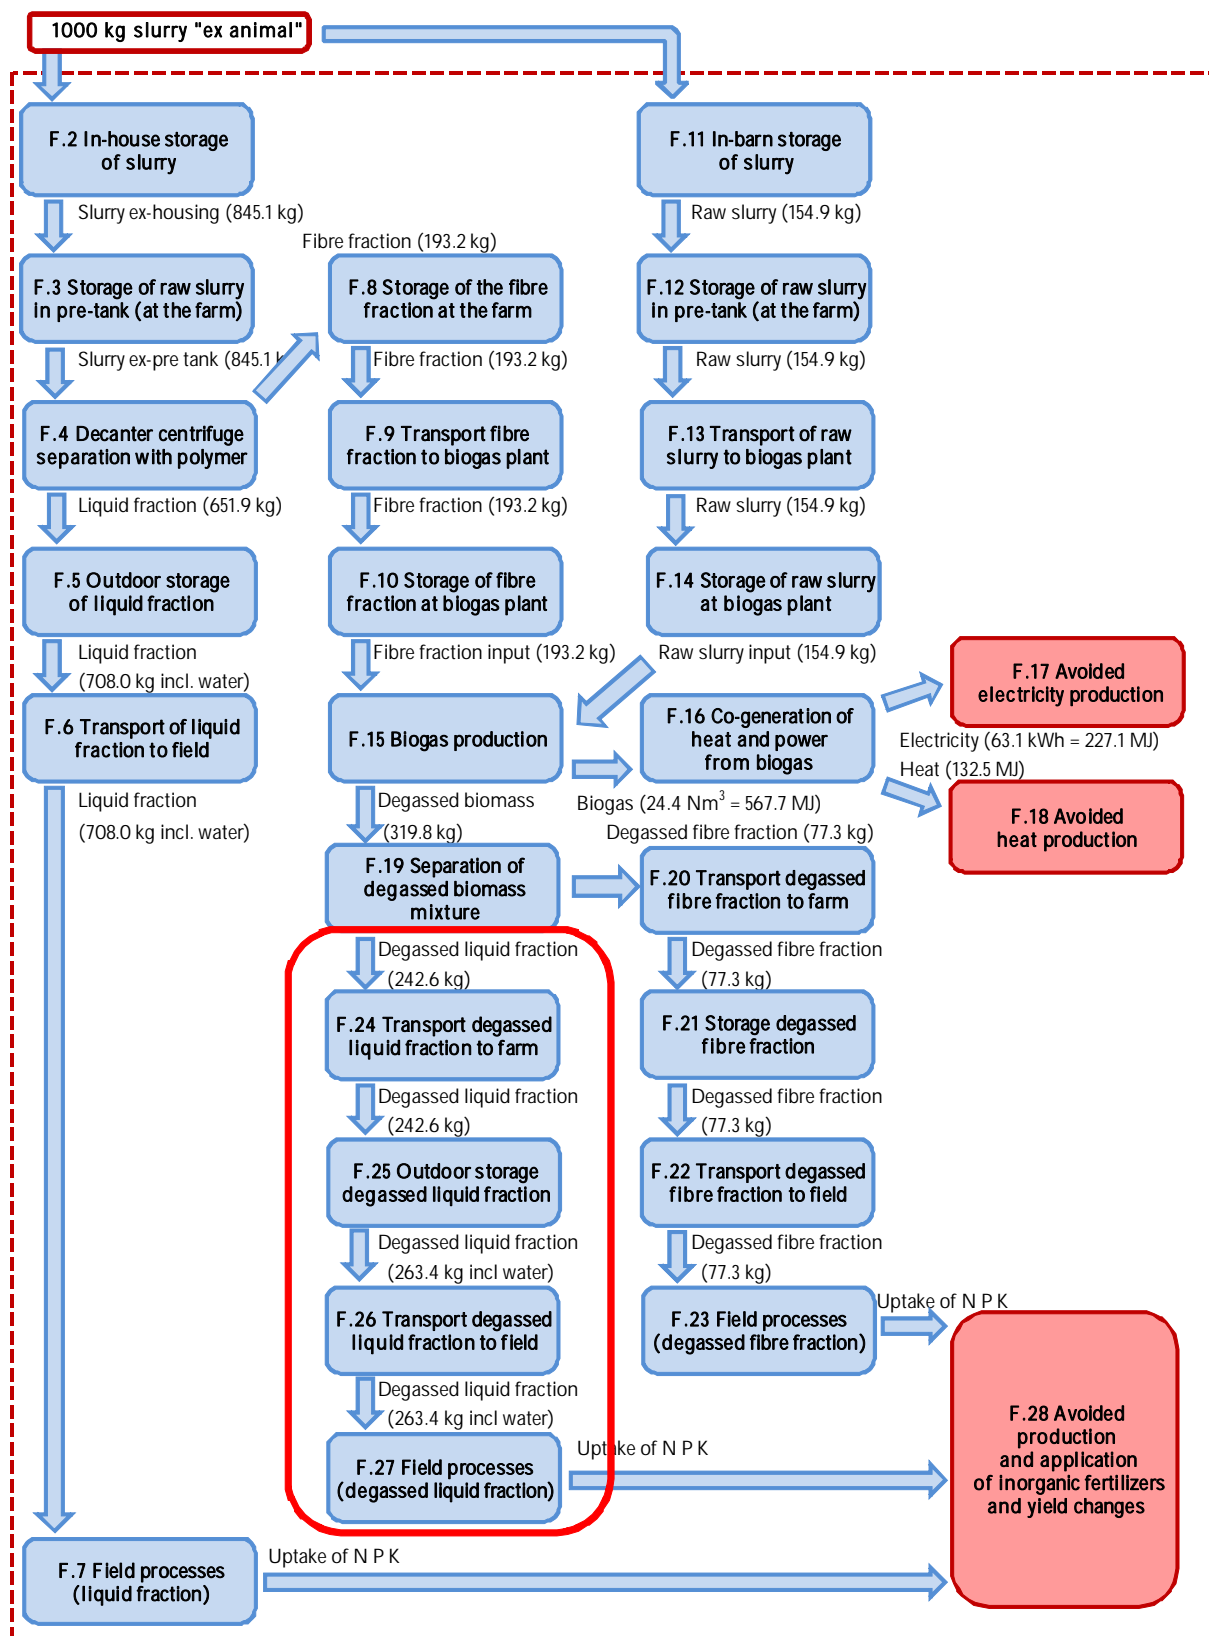 1000 kg slurry "ex animal"
F.2 In-house storage
of slurry
F.11 In-barn storage
of slurry
Slurry ex-housing (845.1 kg)
Raw slurry (154.9 kg)
Fibre fraction (193.2 kg)
F.3 Storage of raw slurry
in pre-tank (at the farm)
F.8 Storage of the fibre
fraction at the farm
F.12 Storage of raw slurry
in pre-tank (at the farm)
Slurry ex-pre tank (845.1 k
Fibre fraction (193.2 kg)
Raw slurry (154.9 kg)
F.4 Decanter centrifuge
separation with polymer
F.9 Transport fibre
fraction to biogas plant
F.13 Transport of raw
slurry to biogas plant
Liquid fraction (651.9 kg)
Fibre fraction (193.2 kg)
Raw slurry (154.9 kg)
F.5 Outdoor storage
of liquid fraction
F.10 Storage of fibre
fraction at biogas plant
F.14 Storage of raw slurry
at biogas plant
Liquid fraction
(708.0 kg incl. water)
Fibre fraction input (193.2 kg)
Raw slurry input (154.9 kg)
F.6 Transport of liquid
fraction to field
F.15 Biogas production
F.16 Co-generation of
heat and power
from biogas
F.17 Avoided
electricity production
Electricity (63.1 kWh = 227.1 MJ)
Heat (132.5 MJ)
F.18 Avoided
heat production
Liquid fraction
(708.0 kg incl. water)
Degassed biomass
(319.8 kg)
Biogas (24.4 Nm³ = 567.7 MJ)
Degassed fibre fraction (77.3 kg)
F.19 Separation of
degassed biomass
mixture
F.20 Transport degassed
fibre fraction to farm
Degassed liquid fraction
(242.6 kg)
Degassed fibre fraction
(77.3 kg)
F.24 Transport degassed
liquid fraction to farm
F.21 Storage degassed
fibre fraction
Degassed liquid fraction
(242.6 kg)
Degassed fibre fraction
(77.3 kg)
F.25 Outdoor storage
degassed liquid fraction
F.22 Transport degassed
fibre fraction to field
Degassed liquid fraction
(263.4 kg incl water)
Degassed fibre fraction
(77.3 kg)
F.26 Transport degassed
liquid fraction to field
F.23 Field processes
(degassed fibre fraction)
Uptake of N P K
Degassed liquid fraction
(263.4 kg incl water)
F.27 Field processes
(degassed liquid fraction)
Uptake of N P K
F.28 Avoided
production
and application
of inorganic fertilizers
and yield changes
F.7 Field processes
(liquid fraction)
Uptake of N P K